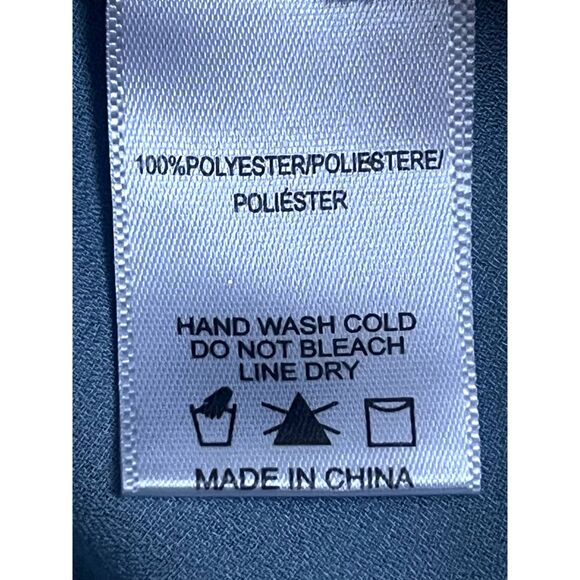 100%POLYESTER/POLIESTERE/
POLIÉSTER
HAND WASH COLD
DO NOT BLEACH
LINE DRY
MADE IN CHINA